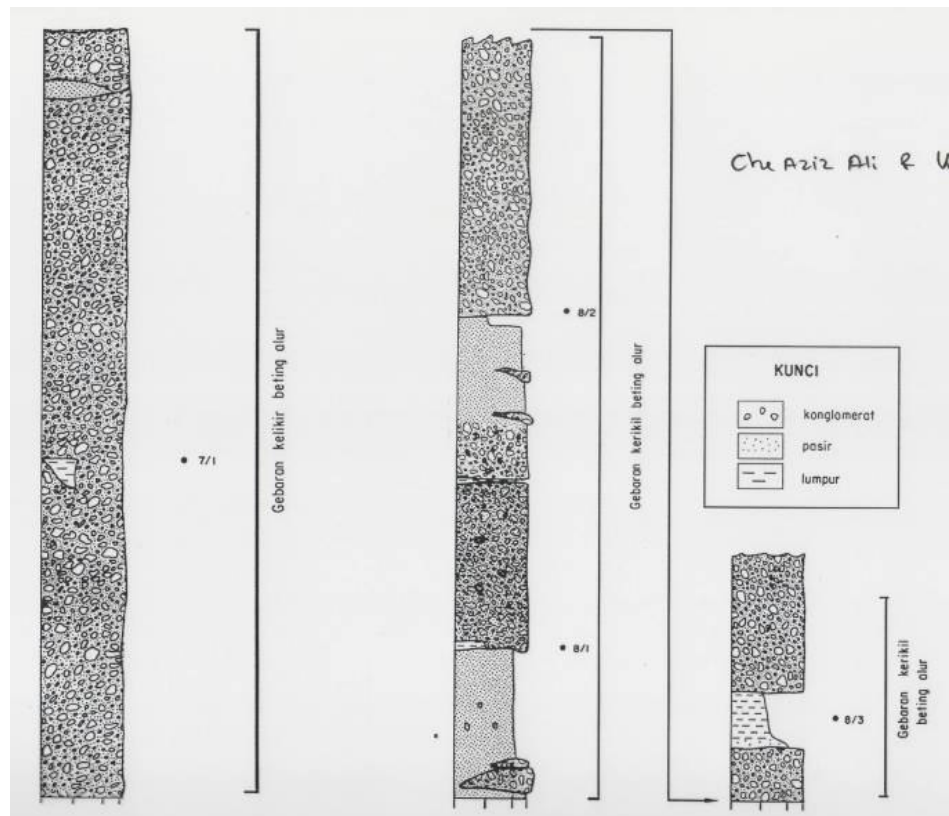 Gebaran kelikir beting alur
7/1
8/2
8/1
Gebaran kerikil beting alur
Che Aziz Ali &
KUNCI
konglomerat
pasir
lumpur
8/3
Gebaran kerikil
beting alur